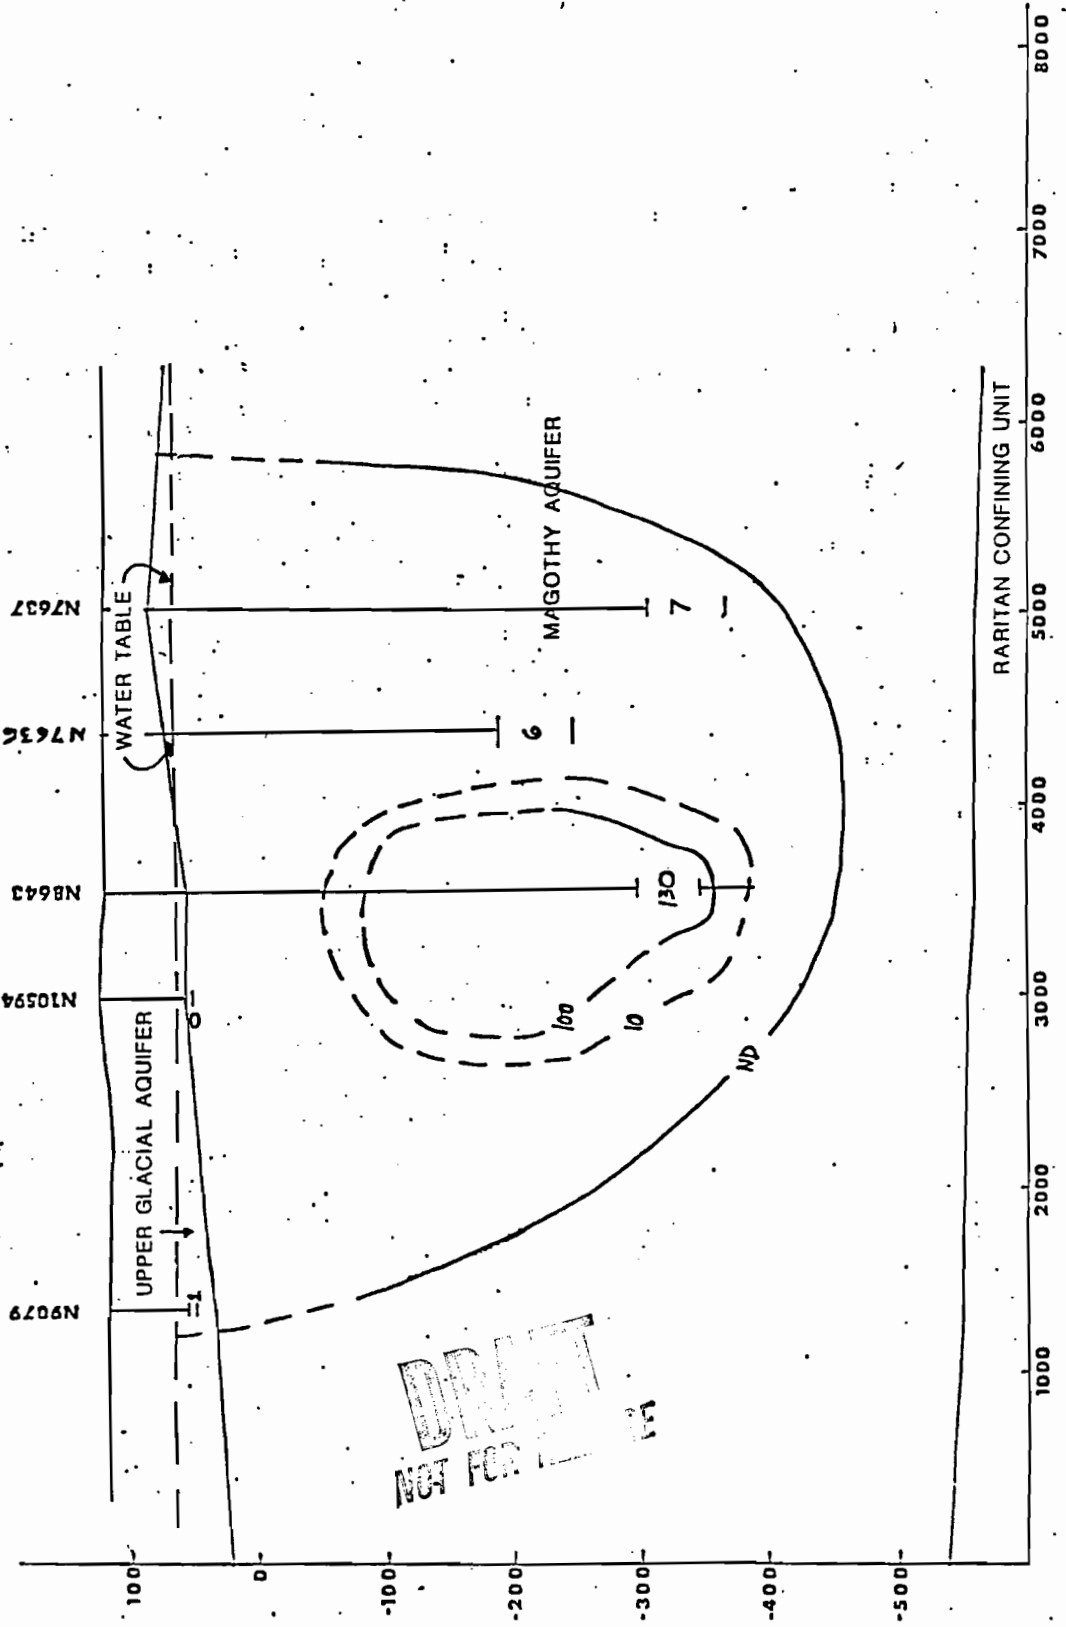 N9079
N10594
N8643
N7636
N7637
UPPER GLACIAL AQUIFER
WATER TABLE
1
0
100
10
ND
130
6
7
MAGOTHY AQUIFER
RARITAN CONFINING UNIT
DRAFT
NOT FOR
100
0
-100
-200
-300
-400
-500
1000
2000
3000
4000
5000
6000
7000
8000